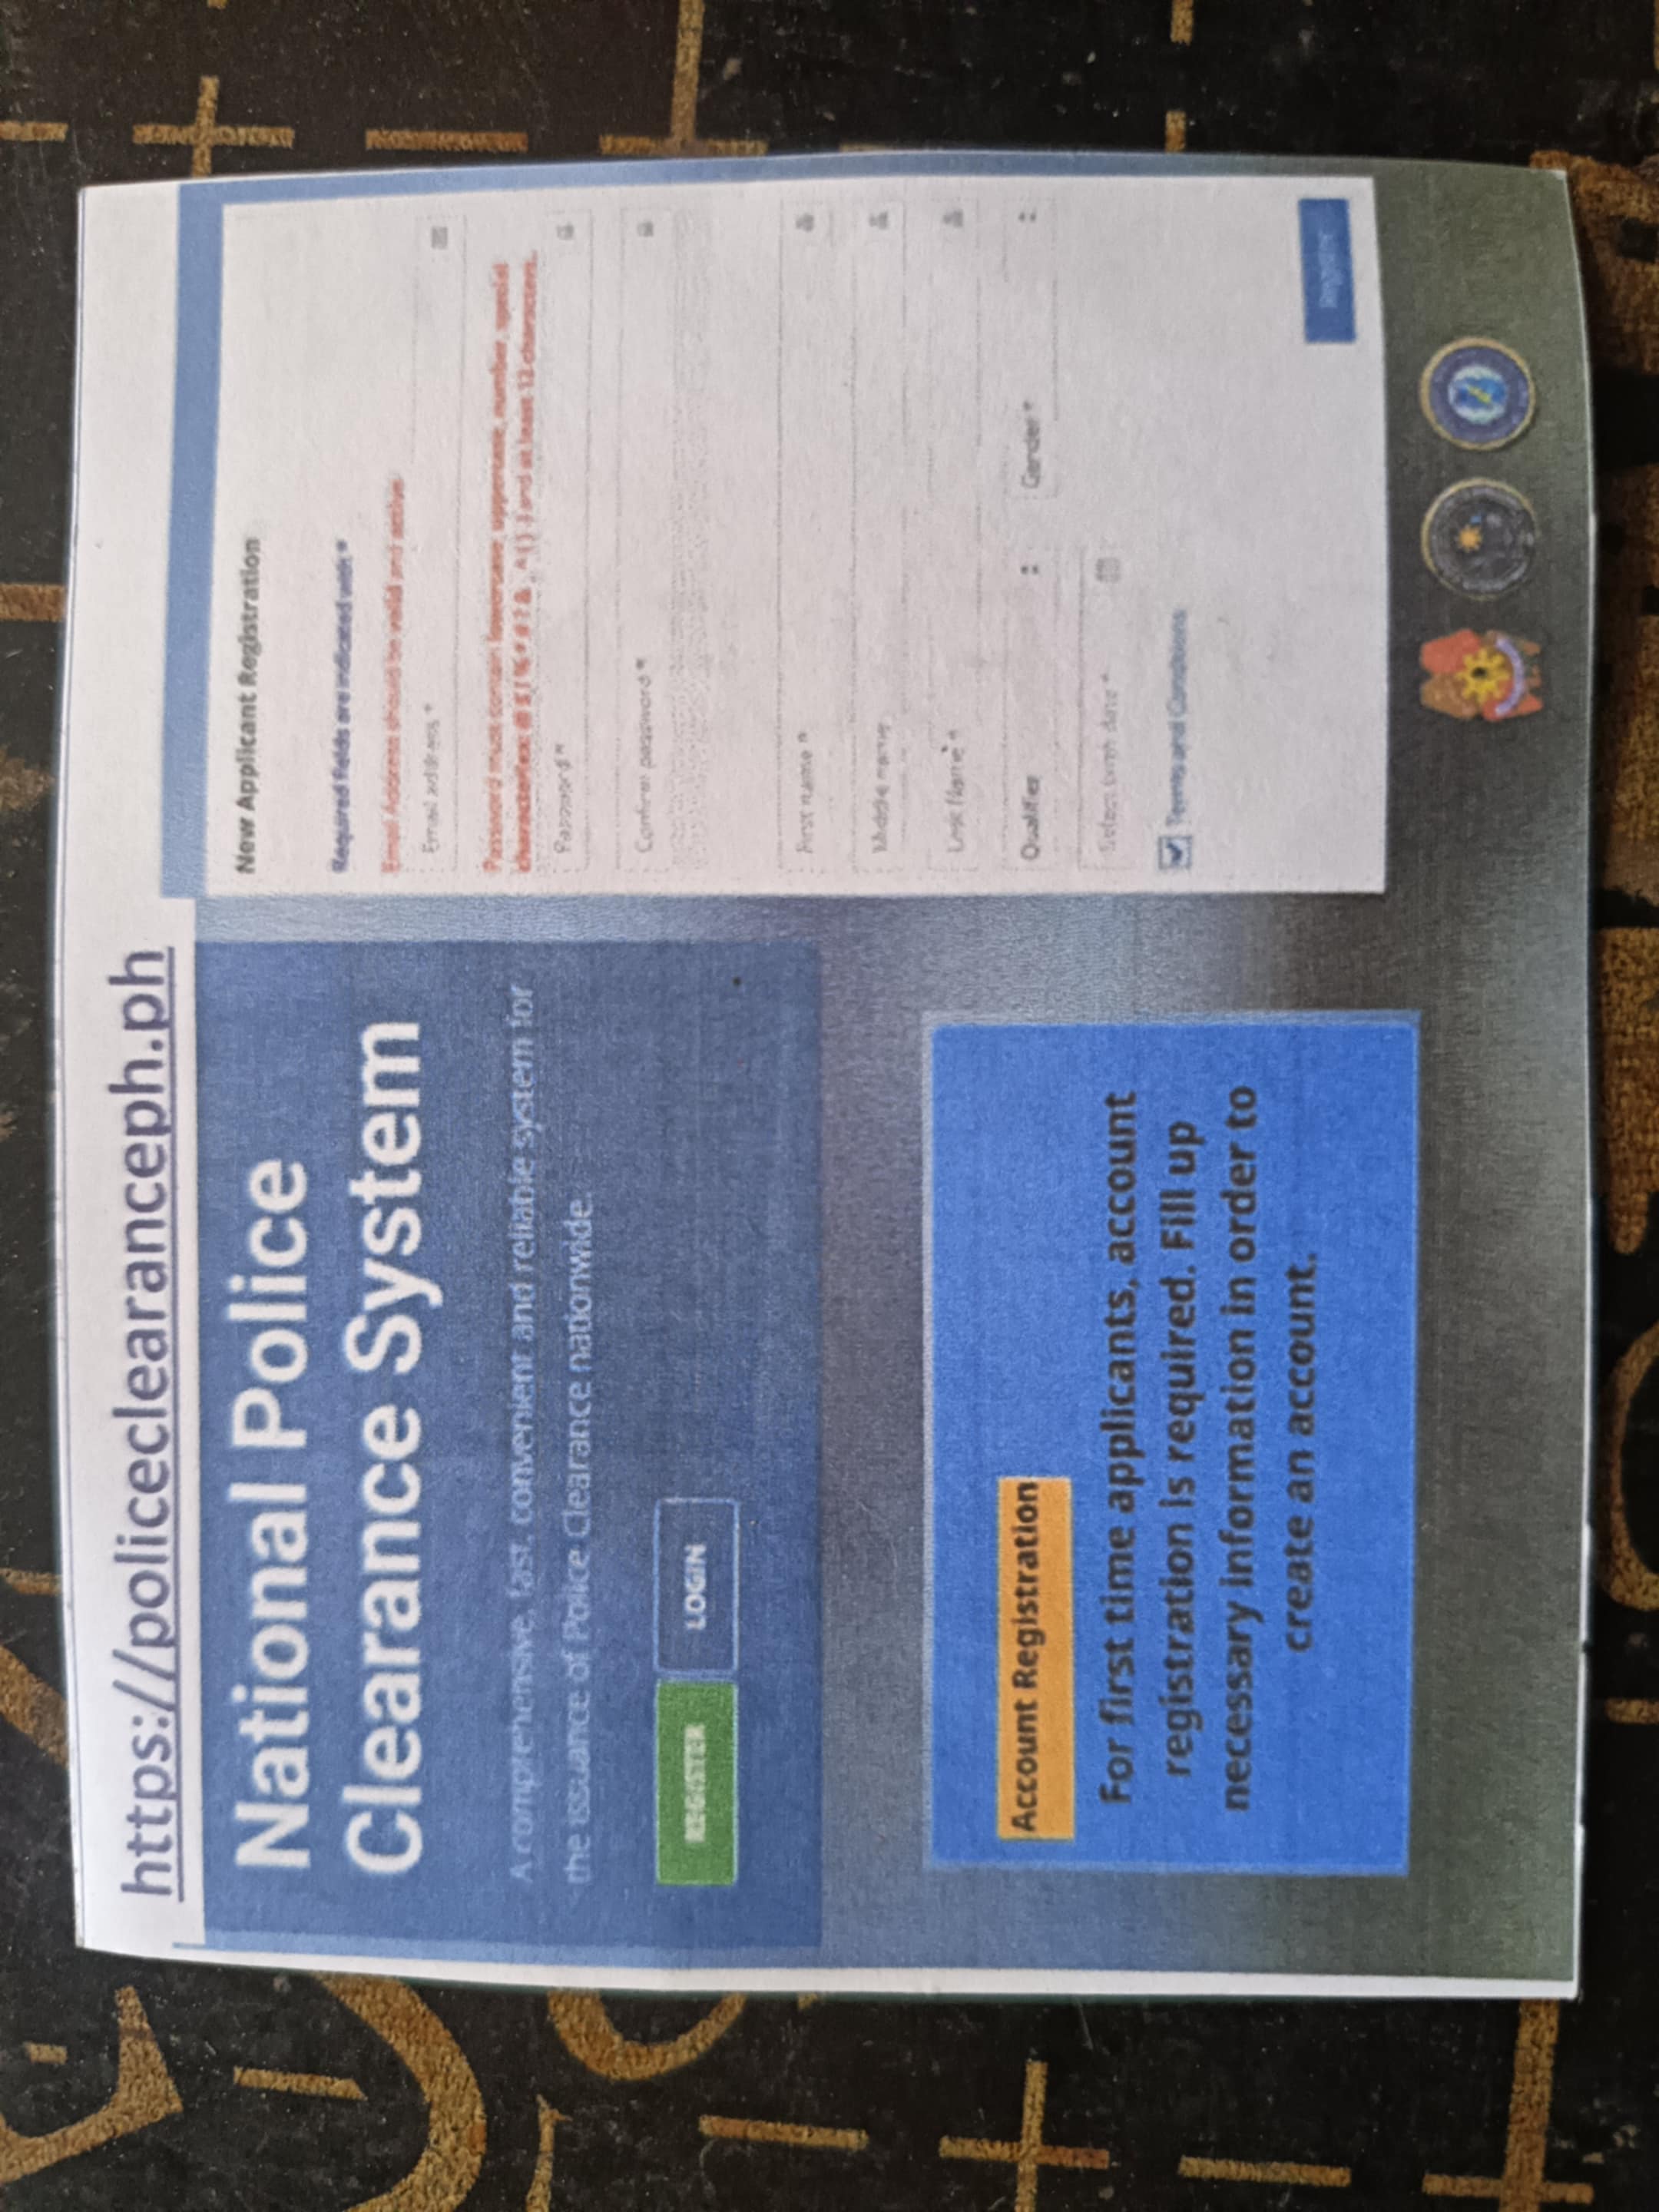 https://policeclearanceph.ph
National Police
Clearance System
A comprehensive, fast, convenient and reliable system for
the issuance of Police Clearance nationwide.
REGISTER
LOGIN
Account Registration
For first time applicants, account
registration is required. Fill up
necessary information in order to
create an account.
New Applicant Registration
Required fields are indicated with *
Email Address should be valid and active.
Email address *
Password must contain lowercase, uppercase, number, special
and at least 12 characters.
Password *
Confirm password *
First name *
Middle name
Last Name *
Qualifier
Gender *
Select birth date *
Terms and Conditions
Register